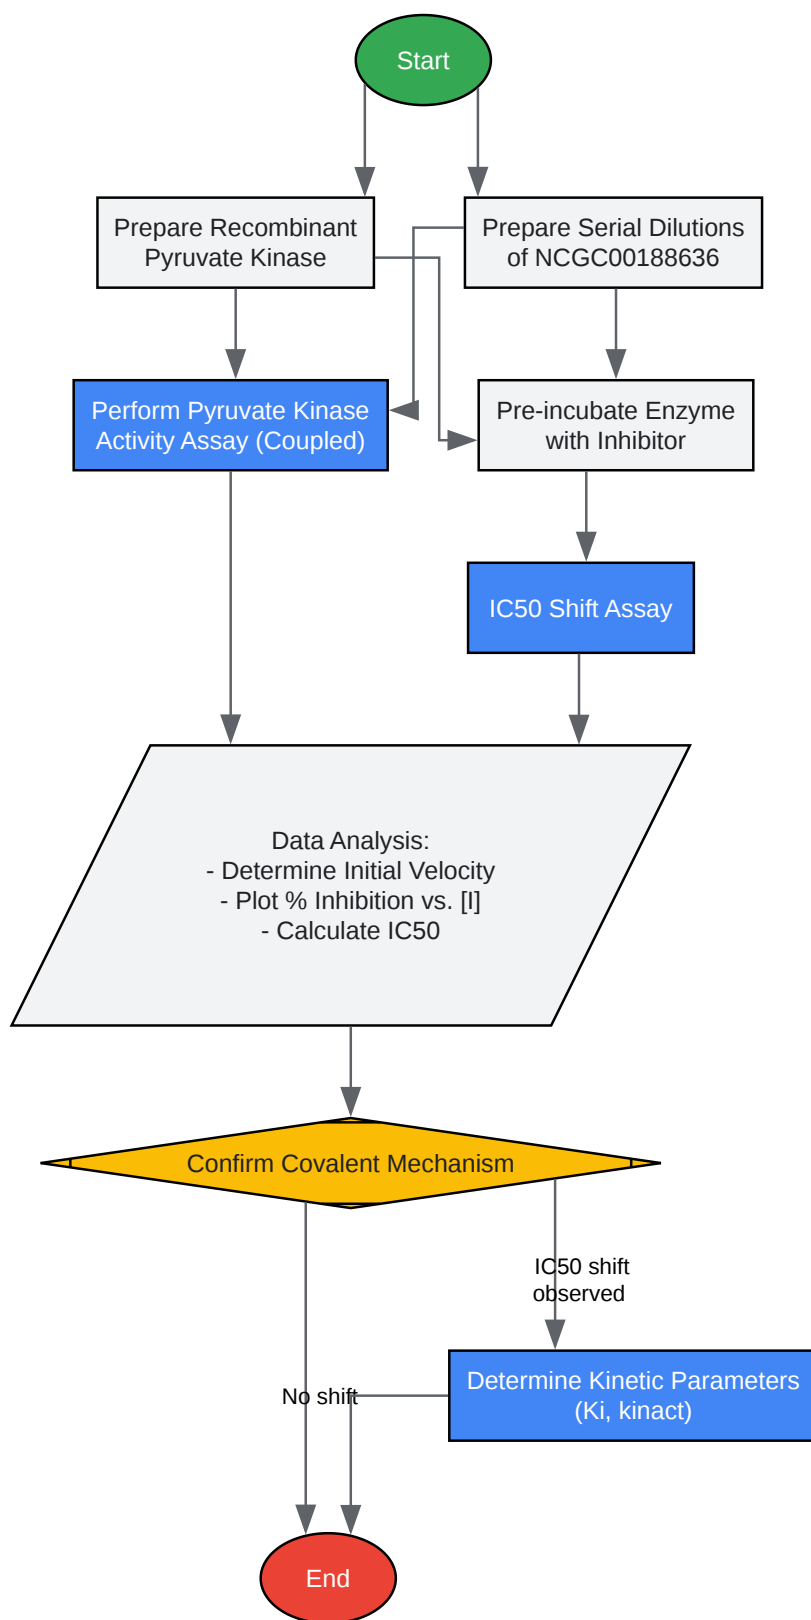 Start
Prepare Recombinant
Pyruvate Kinase
Prepare Serial Dilutions
of NCGC00188636
Perform Pyruvate Kinase
Activity Assay (Coupled)
Pre-incubate Enzyme
with Inhibitor
IC50 Shift Assay
Data Analysis:
- Determine Initial Velocity
- Plot % Inhibition vs. [I]
- Calculate IC50
Confirm Covalent Mechanism
IC50 shift
observed
Determine Kinetic Parameters
(Ki, kinact)
No shift
End